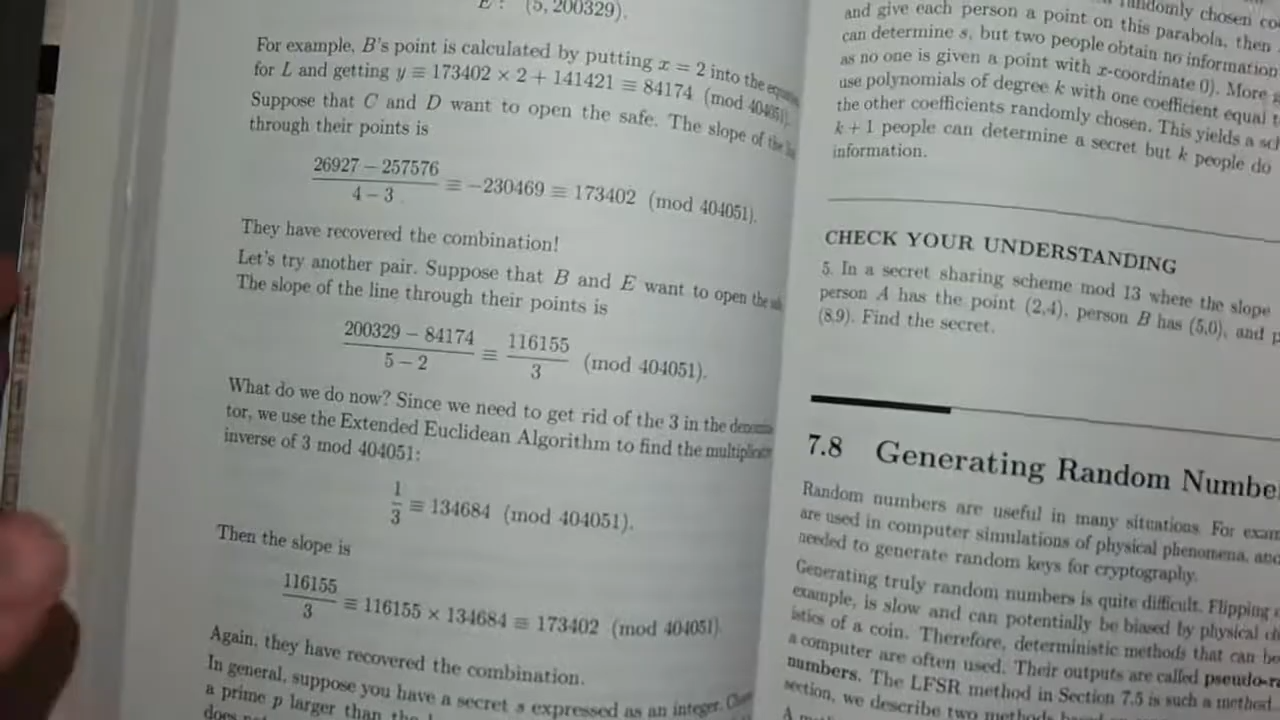 E : (5, 200329).
For example, B's point is calculated by putting x = 2 into the
for L and getting y ≡ 173402 × 2 + 141421 ≡ 84174 (mod 404051).
Suppose that C and D want to open the safe. The slope of the
through their points is
26927 − 257576
4 − 3
≡ −230469 ≡ 173402 (mod 404051).
They have recovered the combination!
Let's try another pair. Suppose that B and E want to open the
The slope of the line through their points is
200329 − 84174
5 − 2
≡
116155
3
(mod 404051).
What do we do now? Since we need to get rid of the 3 in the
tor, we use the Extended Euclidean Algorithm to find the
inverse of 3 mod 404051:
1
3
≡ 134684 (mod 404051).
Then the slope is
116155
3
≡ 116155 × 134684 ≡ 173402 (mod 404051)
Again, they have recovered the combination.
In general, suppose you have a secret s expressed as an integer.
a prime p larger than the
randomly chosen
and give each person a point on this parabola, then
can determine s, but two people obtain no information
as no one is given a point with x-coordinate 0). More
use polynomials of degree k with one coefficient equal
the other coefficients randomly chosen. This yields a
k + 1 people can determine a secret but k people do
information.
CHECK YOUR UNDERSTANDING
5. In a secret sharing scheme mod 13 where the slope
person A has the point (2,4), person B has (5,0), and
(8,9). Find the secret.
7.8 Generating Random
Random numbers are useful in many situations. For
are used in computer simulations of physical phenomena,
needed to generate random keys for cryptography.
Generating truly random numbers is quite difficult. Flipping
example, is slow and can potentially be biased by physical
istics of a coin. Therefore, deterministic methods that can
a computer are often used. Their outputs are called
numbers. The LFSR method in Section 7.5 is such a method.
section, we describe two methods